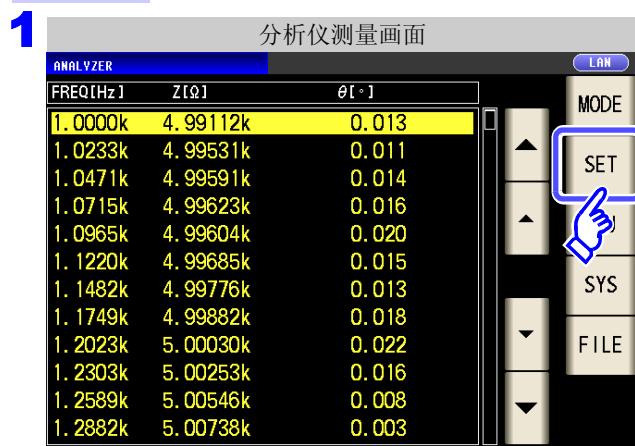 1
分析仪测量画面
ANALYZER LAN
FREQ[Hz] Z[Ω] θ[°]
1.0000k 4.99112k 0.013
1.0233k 4.99531k 0.011
1.0471k 4.99591k 0.014
1.0715k 4.99623k 0.016
1.0965k 4.99604k 0.020
1.1220k 4.99685k 0.015
1.1482k 4.99776k 0.013
1.1749k 4.99882k 0.018
1.2023k 5.00030k 0.022
1.2303k 5.00253k 0.016
1.2589k 5.00546k 0.008
1.2882k 5.00738k 0.003
MODE
SET
SYS
FILE